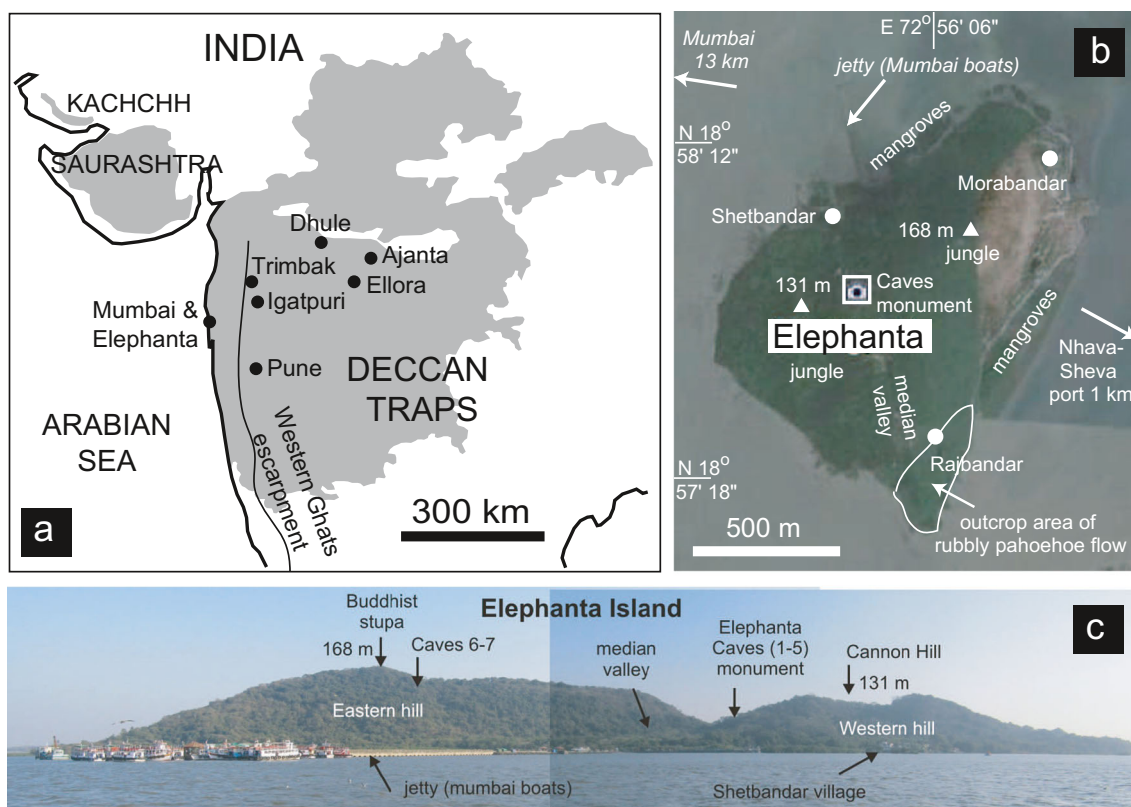 INDIA
KACHCHH
SAURASHTRA
Dhule
Ajanta
Trimbak
Ellora
Igatpuri
Mumbai &
Elephanta
Pune
DECCAN
TRAPS
ARABIAN
SEA
Western Ghats
escarpment
300 km
a
E 72° 56' 06"
b
Mumbai
13 km
jetty (Mumbai boats)
N 18°
58' 12"
mangroves
Morabandar
Shetbandar
168 m
jungle
131 m
Caves
monument
Elephanta
jungle
mangroves
Nhava-
Sheva
port 1 km
median
valley
N 18°
57' 18"
Rajbandar
500 m
outcrop area of
rubbly pahoehoe flow
Elephanta Island
c
Buddhist
stupa
168 m
Caves 6-7
median
valley
Elephanta
Caves (1-5)
monument
Cannon Hill
131 m
Eastern hill
Western hill
jetty (mumbai boats)
Shetbandar village